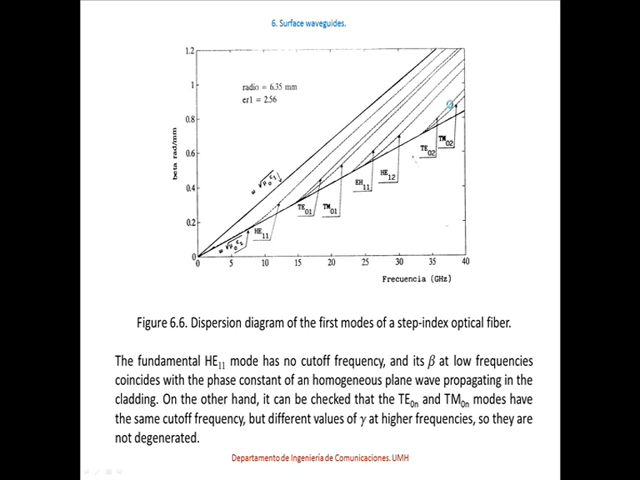 6. Surface waveguides.
1.2
radio = 6.35 mm
er1 = 2.56
1
0.8
0.6
0.4
0.2
0
beta rad/mm
TE02
TM02
HE12
EH11
TM01
TE01
HE11
0 5 10 15 20 25 30 35 40
Frecuencia (GHz)
Figure 6.6. Dispersion diagram of the first modes of a step-index optical fiber.
The fundamental HE11 mode has no cutoff frequency, and its β at low frequencies
coincides with the phase constant of an homogeneous plane wave propagating in the
cladding. On the other hand, it can be checked that the TE0n and TM0n modes have
the same cutoff frequency, but different values of γ at higher frequencies, so they are
not degenerated.
Departamento de Ingeniería de Comunicaciones. UMH